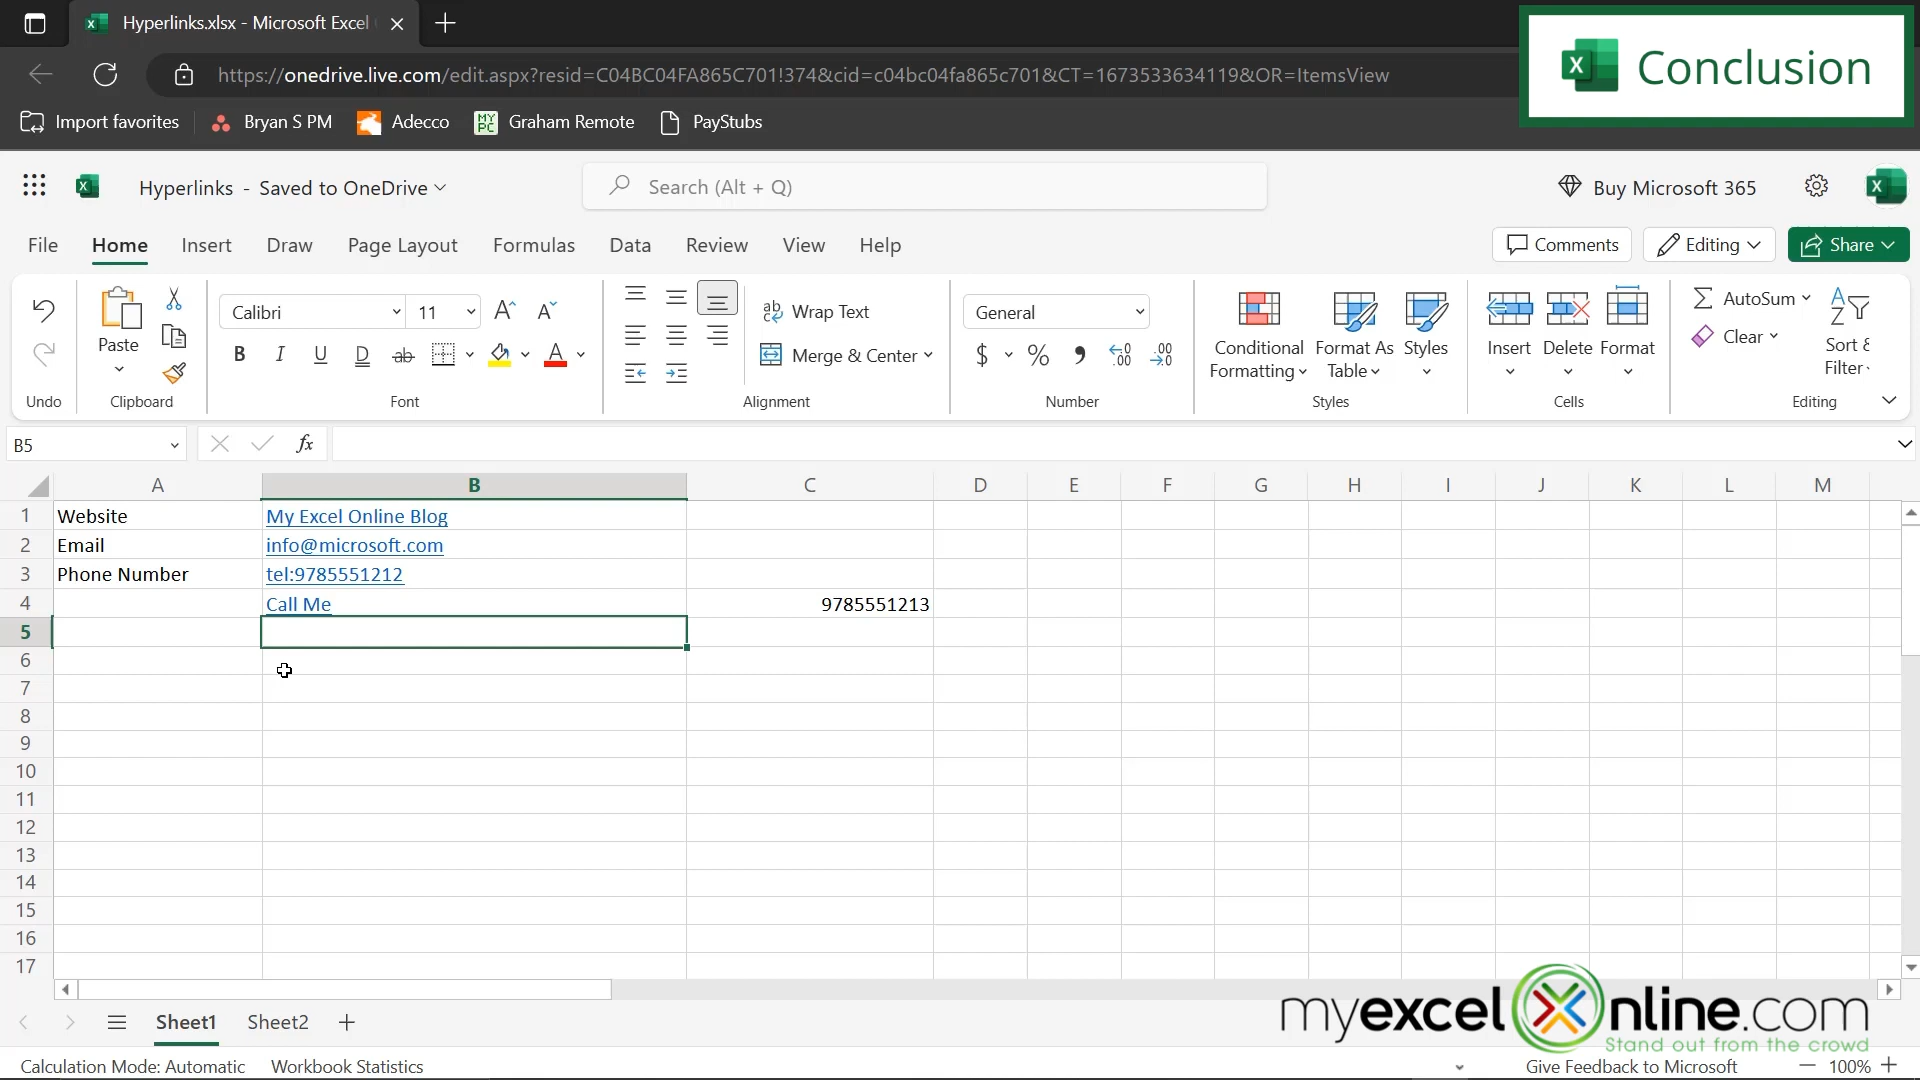 Hyperlinks.xlsx - Microsoft Excel
Conclusion
https://onedrive.live.com/edit.aspx?resid=C04BC04FA865C701!374&cid=c04bc04fa865c701&CT=1673533634119&OR=ItemsView
Import favorites Bryan S PM Adecco MY PC Graham Remote PayStubs
Hyperlinks - Saved to OneDrive Search (Alt + Q) Buy Microsoft 365
File Home Insert Draw Page Layout Formulas Data Review View Help Comments Editing Share
Paste Calibri 11 Wrap Text General Conditional Formatting Format As Table Styles Insert Delete Format AutoSum Sort &
B I U D ab Merge & Center $ % Clear Filter
Undo Clipboard Font Alignment Number Styles Cells Editing
B5 fx
A B C D E F G H I J K L M
1 Website My Excel Online Blog
2 Email info@microsoft.com
3 Phone Number tel:9785551212
4 Call Me 9785551213
5
6
7
8
9
10
11
12
13
14
15
16
17
Sheet1 Sheet2
myexcelonline.com
Stand out from the crowd
Calculation Mode: Automatic Workbook Statistics Give Feedback to Microsoft 100%